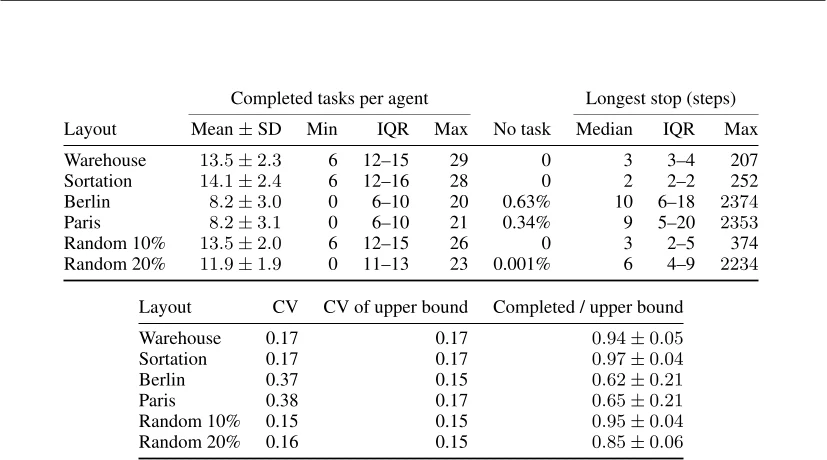 Completed tasks per agent Longest stop (steps)
Layout Mean ± SD Min IQR Max No task Median IQR Max
Warehouse 13.5 ± 2.3 6 12–15 29 0 3 3–4 207
Sortation 14.1 ± 2.4 6 12–16 28 0 2 2–2 252
Berlin 8.2 ± 3.0 0 6–10 20 0.63% 10 6–18 2374
Paris 8.2 ± 3.1 0 6–10 21 0.34% 9 5–20 2353
Random 10% 13.5 ± 2.0 6 12–15 26 0 3 2–5 374
Random 20% 11.9 ± 1.9 0 11–13 23 0.001% 6 4–9 2234
Layout CV CV of upper bound Completed / upper bound
Warehouse 0.17 0.17 0.94 ± 0.05
Sortation 0.17 0.17 0.97 ± 0.04
Berlin 0.37 0.15 0.62 ± 0.21
Paris 0.38 0.17 0.65 ± 0.21
Random 10% 0.15 0.15 0.95 ± 0.04
Random 20% 0.16 0.15 0.85 ± 0.06